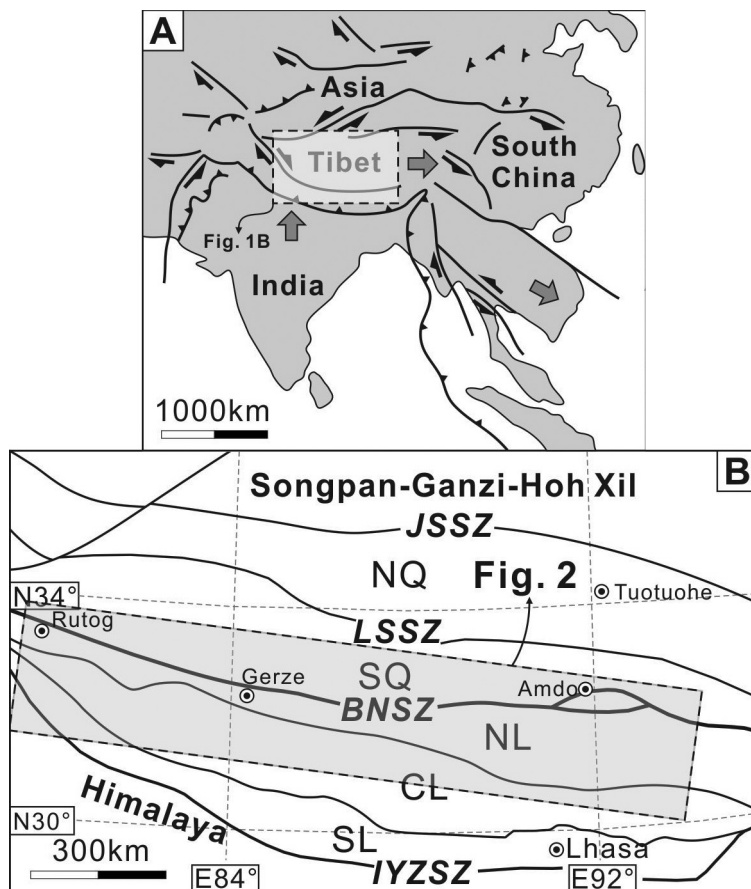 A
Asia
Tibet
South
China
Fig. 1B
India
1000km
B
Songpan-Ganzi-Hoh Xil
JSSZ
NQ
Fig. 2
Tuotuohe
N34°
Rutog
LSSZ
SQ
Gerze
Amdo
BNSZ
NL
CL
Himalaya
N30°
SL
Lhasa
300km
E84°
IYZSZ
E92°